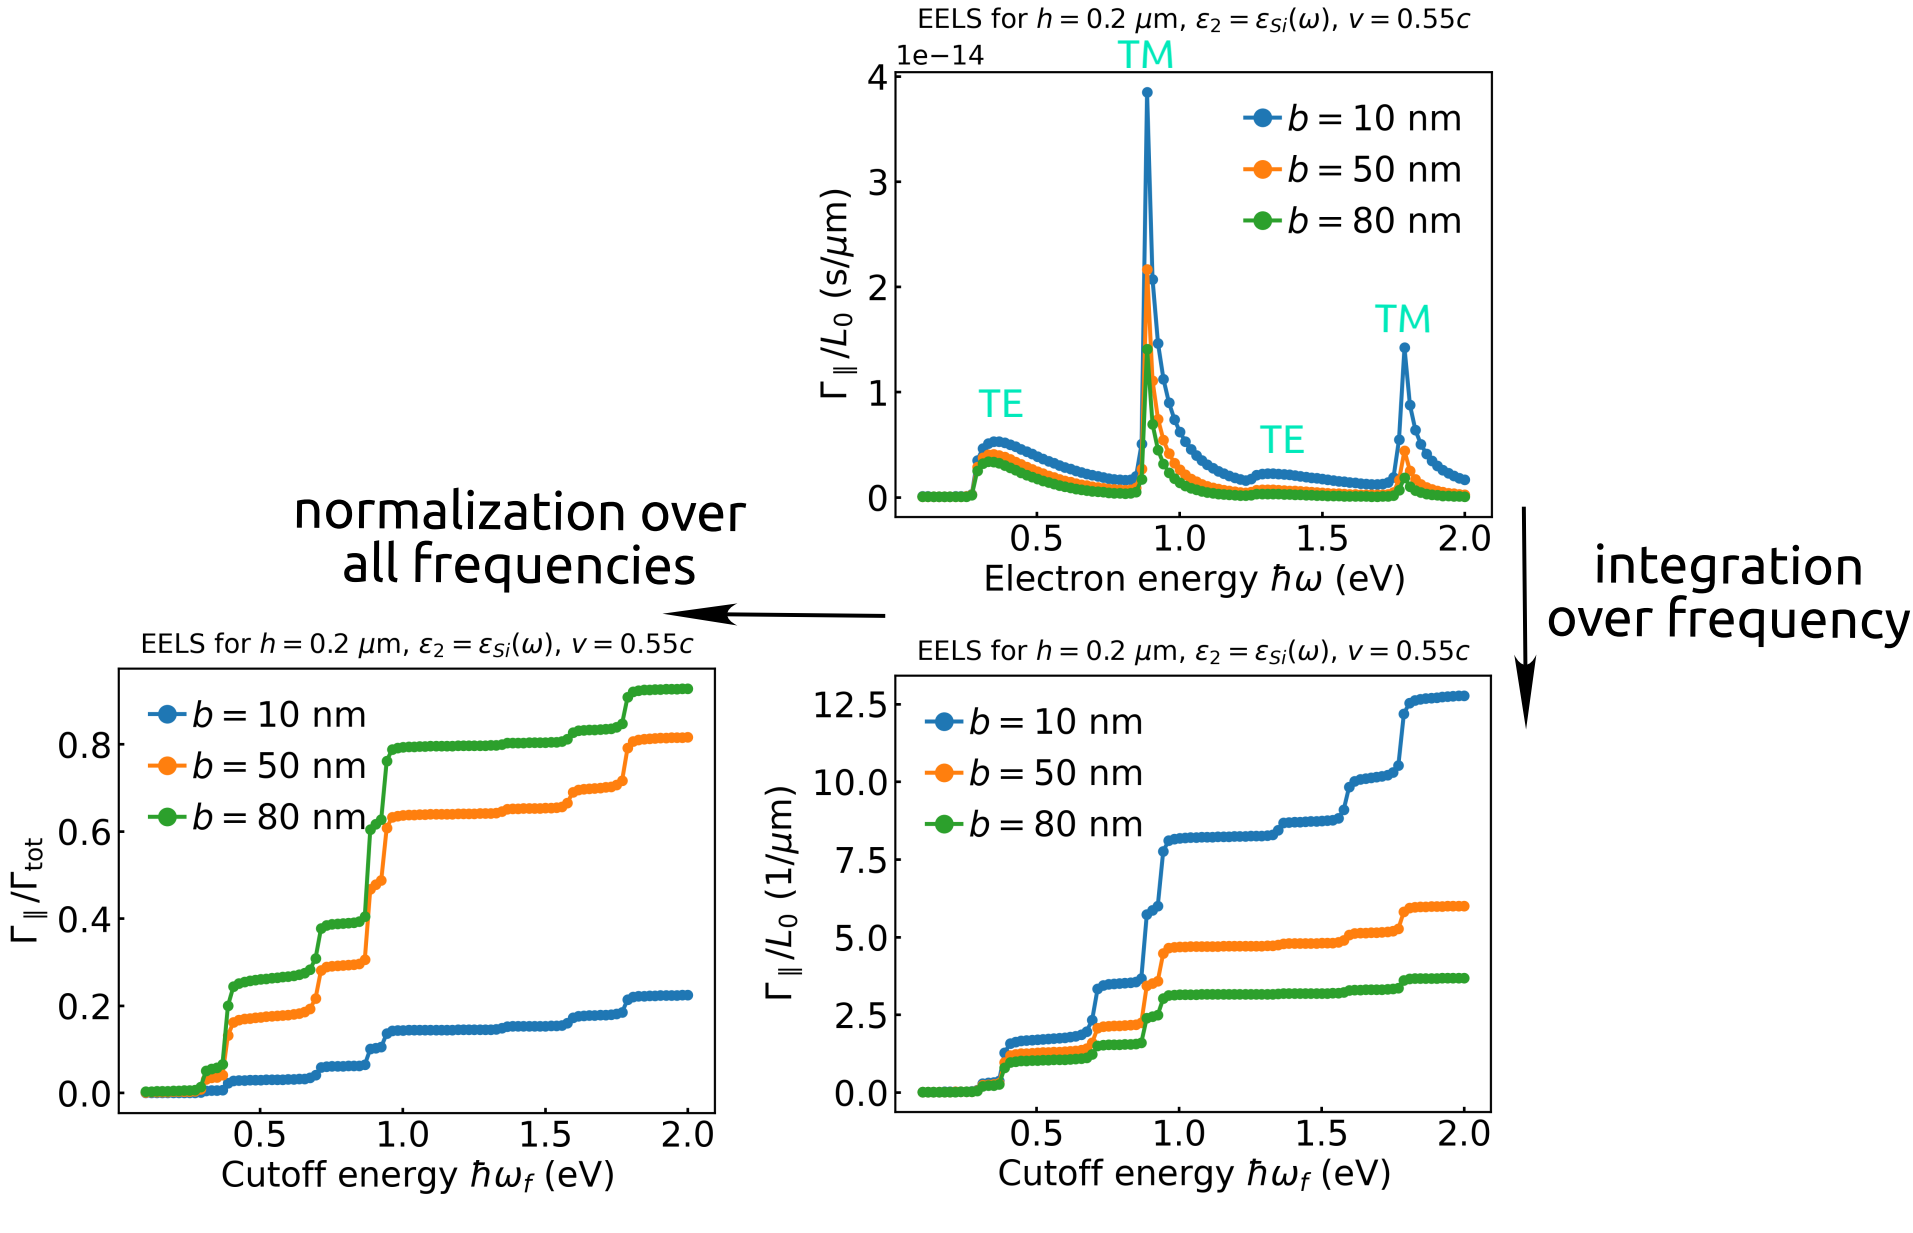 EELS for h = 0.2 μm, ε₂ = ε_Si(ω), v = 0.55c
1e−14
TM
4
3
2
1
0
Γ∥/L₀ (s/μm)
b = 10 nm
b = 50 nm
b = 80 nm
TM
TE
TE
0.5 1.0 1.5 2.0
Electron energy ħω (eV)
normalization over
all frequencies
integration
over frequency
EELS for h = 0.2 μm, ε₂ = ε_Si(ω), v = 0.55c
b = 10 nm
b = 50 nm
b = 80 nm
0.8
0.6
0.4
0.2
0.0
Γ∥/Γ_tot
0.5 1.0 1.5 2.0
Cutoff energy ħω_f (eV)
EELS for h = 0.2 μm, ε₂ = ε_Si(ω), v = 0.55c
b = 10 nm
b = 50 nm
b = 80 nm
12.5
10.0
7.5
5.0
2.5
0.0
Γ∥/L₀ (1/μm)
0.5 1.0 1.5 2.0
Cutoff energy ħω_f (eV)